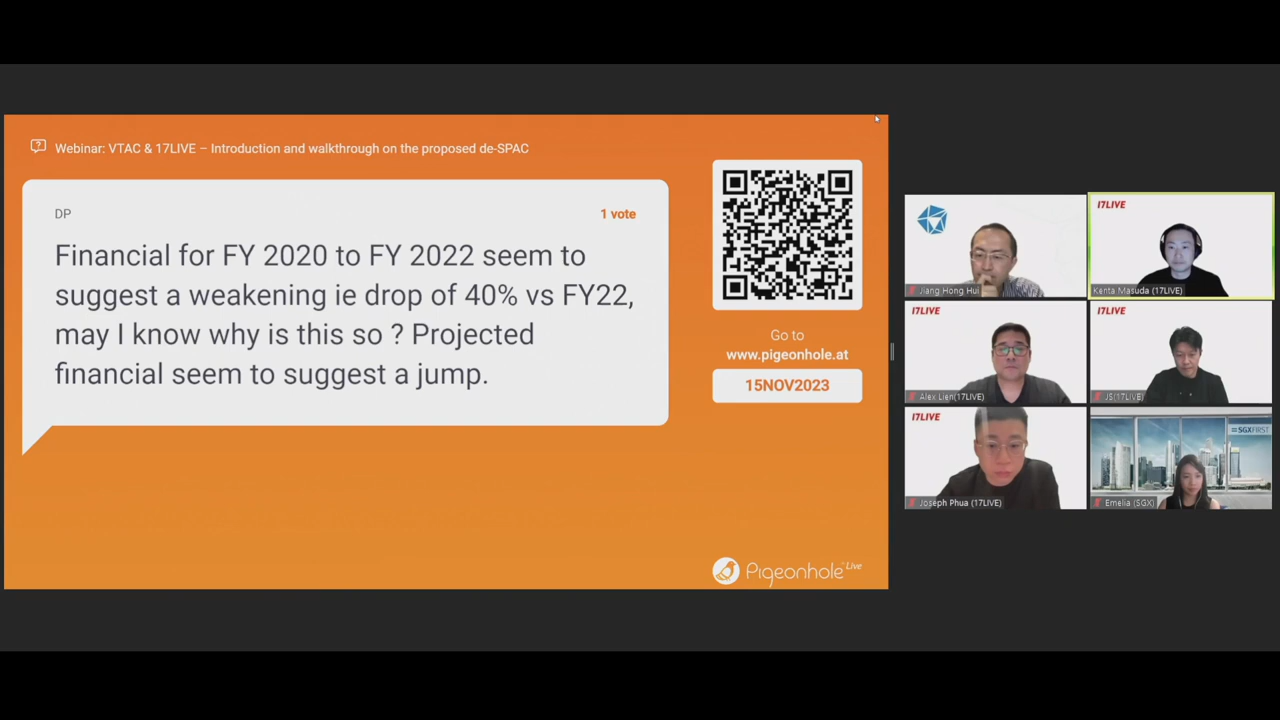 Webinar: VTAC & 17LIVE – Introduction and walkthrough on the proposed de-SPAC
DP
1 vote
Financial for FY 2020 to FY 2022 seem to
suggest a weakening ie drop of 40% vs FY22,
may I know why is this so ? Projected
financial seem to suggest a jump.
Go to
www.pigeonhole.at
15NOV2023
Pigeonhole Live
Jiang Hong Hui
17LIVE
Kenta Masuda (17LIVE)
17LIVE
Alex Lien(17LIVE)
17LIVE
JS(17LIVE)
17LIVE
Joseph Phua (17LIVE)
SGXFIRST
Emelia (SGX)